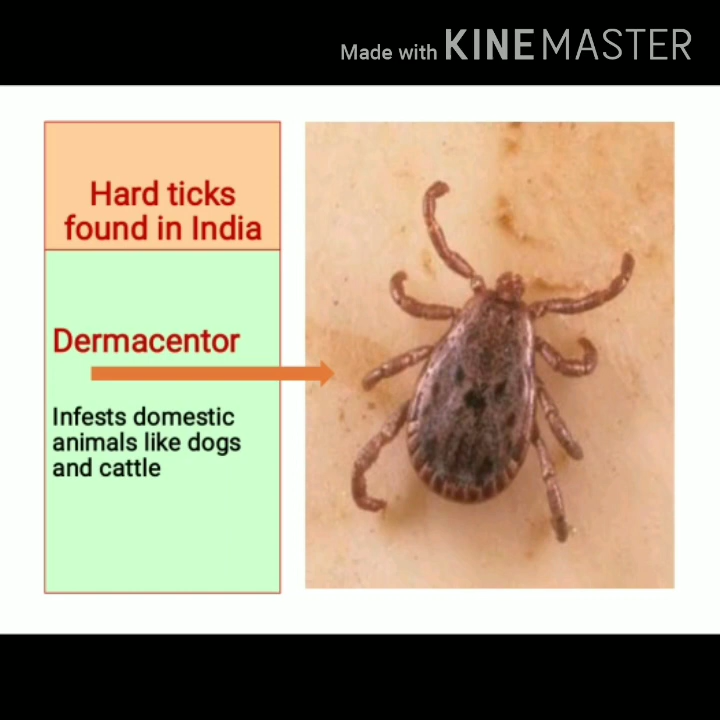 Made with KINEMASTER
Hard ticks
found in India
Dermacentor
Infests domestic
animals like dogs
and cattle